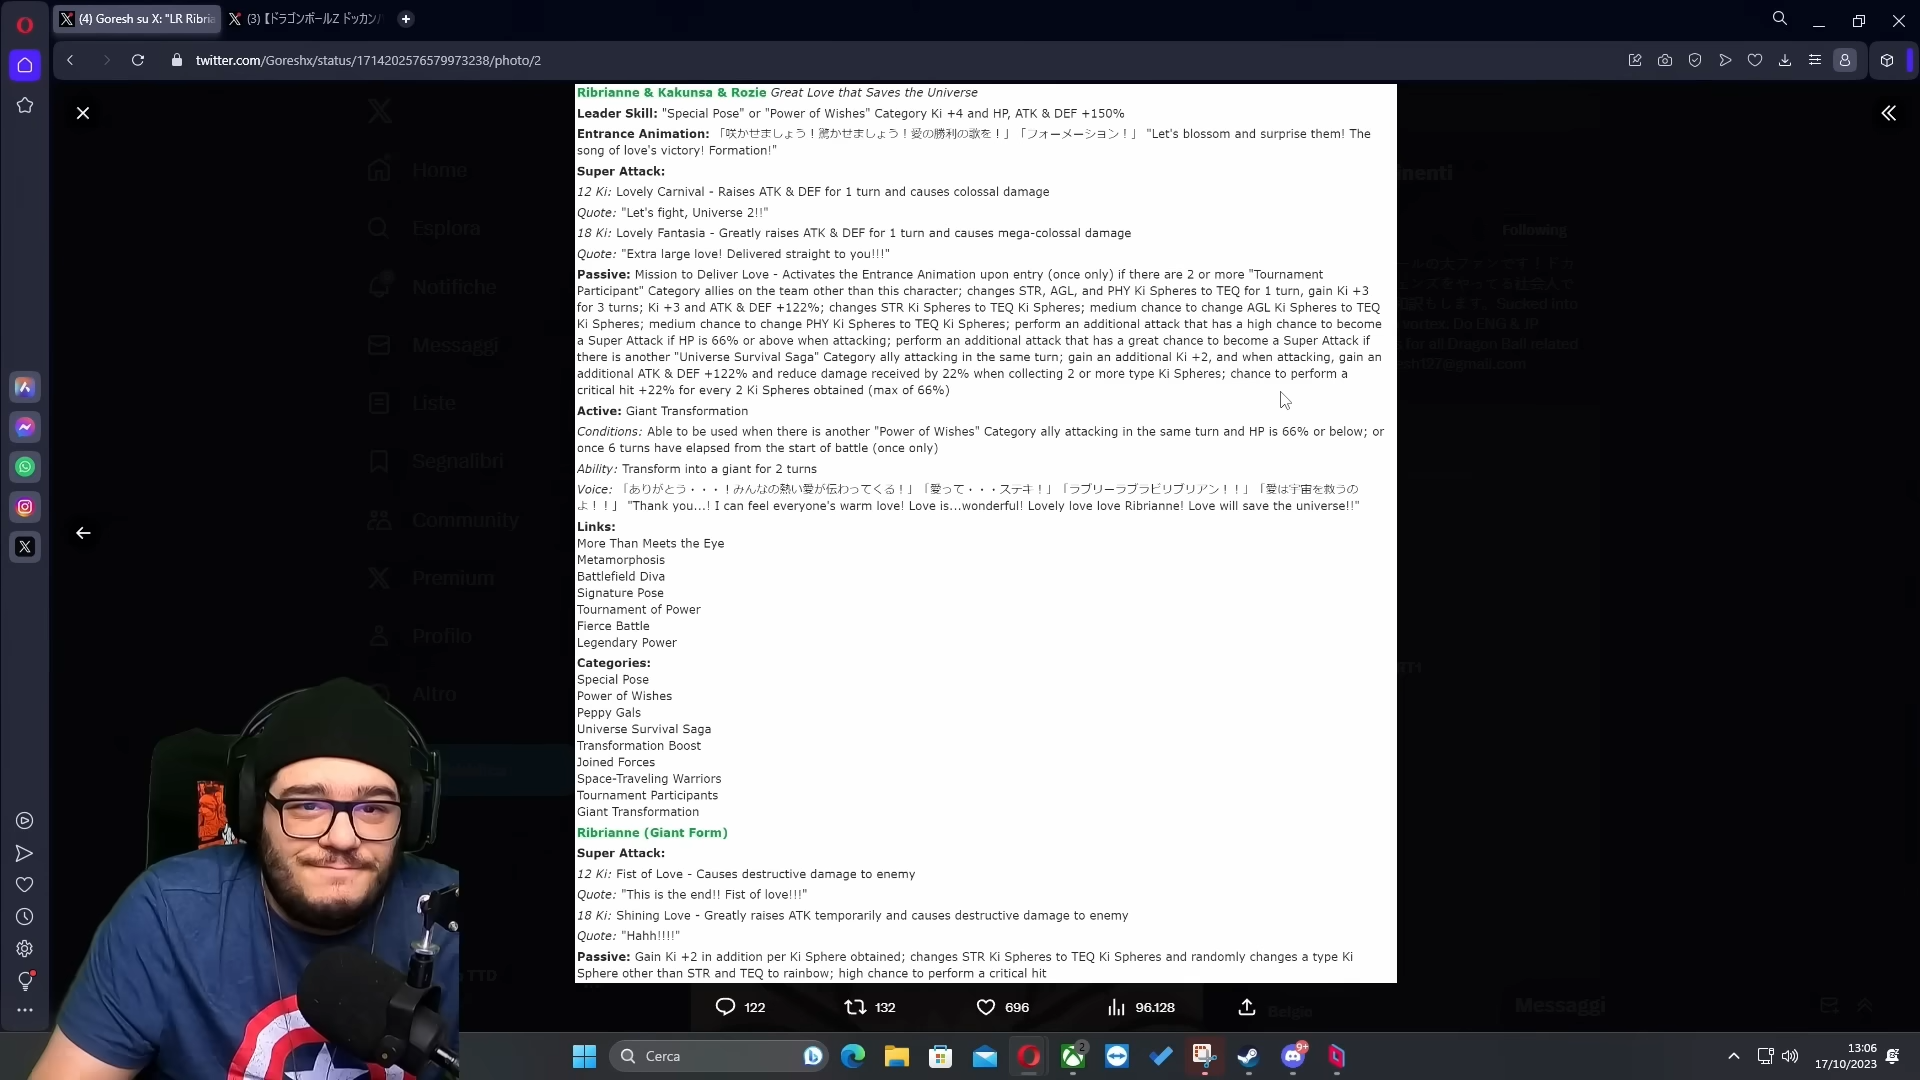 (4) Goresh su X: "LR Ribria
(3) 【ドラゴンボールZ ドッカンバ
twitter.com/Goreshx/status/1714202576579973238/photo/2
Ribrianne & Kakunsa & Rozie Great Love that Saves the Universe
Leader Skill: "Special Pose" or "Power of Wishes" Category Ki +4 and HP, ATK & DEF +150%
Entrance Animation: 「咲かせましょう！驚かせましょう！愛の勝利の歌を！」「フォーメーション！」 "Let's blossom and surprise them! The
song of love's victory! Formation!"
Super Attack:
12 Ki: Lovely Carnival - Raises ATK & DEF for 1 turn and causes colossal damage
Quote: "Let's fight, Universe 2!!"
18 Ki: Lovely Fantasia - Greatly raises ATK & DEF for 1 turn and causes mega-colossal damage
Quote: "Extra large love! Delivered straight to you!!!"
Passive: Mission to Deliver Love - Activates the Entrance Animation upon entry (once only) if there are 2 or more "Tournament
Participant" Category allies on the team other than this character; changes STR, AGL, and PHY Ki Spheres to TEQ for 1 turn, gain Ki +3
for 3 turns; Ki +3 and ATK & DEF +122%; changes STR Ki Spheres to TEQ Ki Spheres; medium chance to change AGL Ki Spheres to TEQ
Ki Spheres; medium chance to change PHY Ki Spheres to TEQ Ki Spheres; perform an additional attack that has a high chance to become
a Super Attack if HP is 66% or above when attacking; perform an additional attack that has a great chance to become a Super Attack if
there is another "Universe Survival Saga" Category ally attacking in the same turn; gain an additional Ki +2, and when attacking, gain an
additional ATK & DEF +122% and reduce damage received by 22% when collecting 2 or more type Ki Spheres; chance to perform a
critical hit +22% for every 2 Ki Spheres obtained (max of 66%)
Active: Giant Transformation
Conditions: Able to be used when there is another "Power of Wishes" Category ally attacking in the same turn and HP is 66% or below; or
once 6 turns have elapsed from the start of battle (once only)
Ability: Transform into a giant for 2 turns
Voice: 「ありがとう・・・！みんなの熱い愛が伝わってくる！」「愛って・・・ステキ！」「ラブリーラブラビリブリアン！！」「愛は宇宙を救うの
よ！！」 "Thank you...! I can feel everyone's warm love! Love is...wonderful! Lovely love love Ribrianne! Love will save the universe!!"
Links:
More Than Meets the Eye
Metamorphosis
Battlefield Diva
Signature Pose
Tournament of Power
Fierce Battle
Legendary Power
Categories:
Special Pose
Power of Wishes
Peppy Gals
Universe Survival Saga
Transformation Boost
Joined Forces
Space-Traveling Warriors
Tournament Participants
Giant Transformation
Ribrianne (Giant Form)
Super Attack:
12 Ki: Fist of Love - Causes destructive damage to enemy
Quote: "This is the end!! Fist of love!!!"
18 Ki: Shining Love - Greatly raises ATK temporarily and causes destructive damage to enemy
Quote: "Hahh!!!!"
Passive: Gain Ki +2 in addition per Ki Sphere obtained; changes STR Ki Spheres to TEQ Ki Spheres and randomly changes a type Ki
Sphere other than STR and TEQ to rainbow; high chance to perform a critical hit
Home
Esplora
Notifiche
Messaggi
Liste
Segnalibri
Community
Premium
Profilo
Altro
TTD
Following
Sucked into
vortex. Do ENG & JP
for all Dragon Ball related
122
132
696
96.128
Belgio
Messaggi
Cerca
2
9+
13:06
17/10/2023